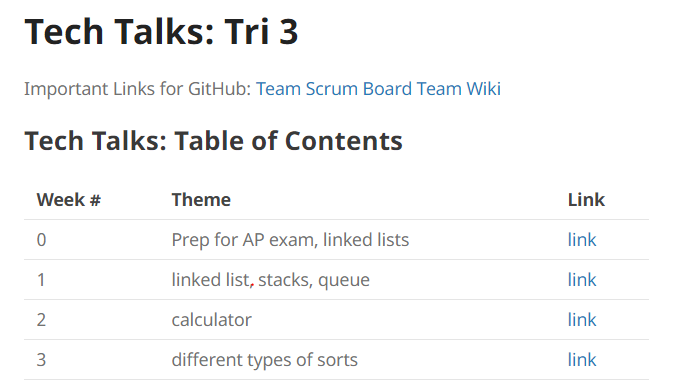 Tech Talks: Tri 3
Important Links for GitHub: Team Scrum Board Team Wiki
Tech Talks: Table of Contents
Week # Theme Link
0 Prep for AP exam, linked lists link
1 linked list, stacks, queue link
2 calculator link
3 different types of sorts link